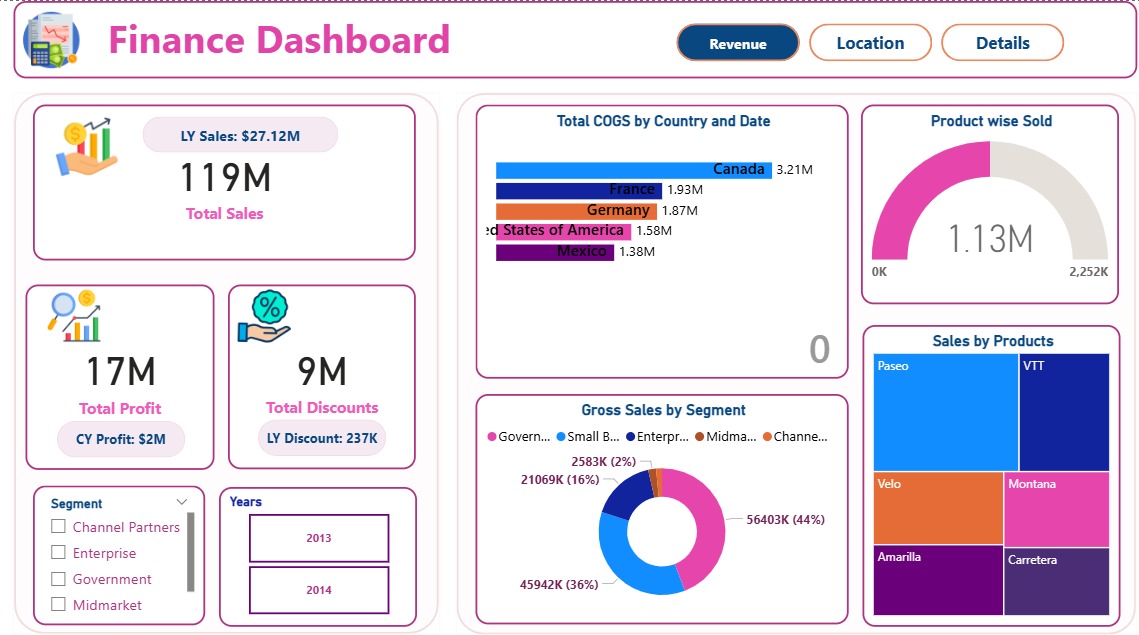 Finance Dashboard
Revenue
Location
Details
LY Sales: $27.12M
119M
Total Sales
17M
Total Profit
CY Profit: $2M
9M
Total Discounts
LY Discount: 237K
Segment
Channel Partners
Enterprise
Government
Midmarket
Years
2013
2014
Total COGS by Country and Date
Canada 3.21M
France 1.93M
Germany 1.87M
ed States of America 1.58M
Mexico 1.38M
0
Gross Sales by Segment
Govern... Small B... Enterpr... Midma... Channe...
2583K (2%)
21069K (16%)
56403K (44%)
45942K (36%)
Product wise Sold
1.13M
0K 2,252K
Sales by Products
Paseo
VTT
Velo
Montana
Amarilla
Carretera